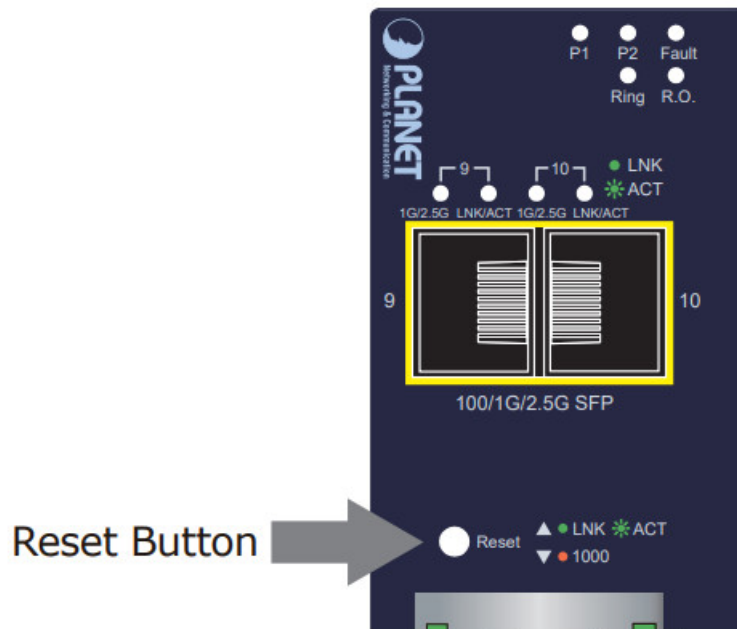 P1 P2 Fault
Ring R.O.
PLANET
Networking & Communication
9 10 LNK
ACT
1G/2.5G LNK/ACT 1G/2.5G LNK/ACT
9 10
100/1G/2.5G SFP
Reset Button
Reset ▲ LNK ACT
▼ 1000